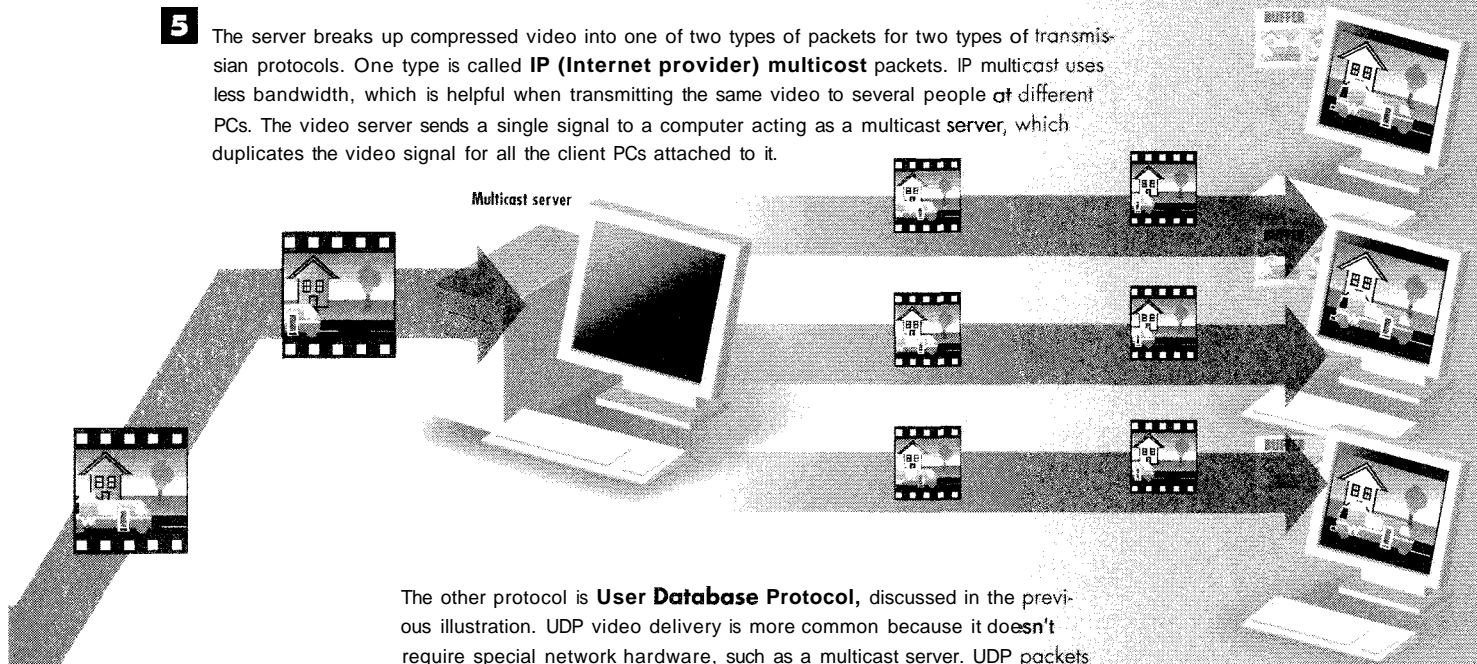 5
The server breaks up compressed video into one of two types of packets for two types of transmis-
sian protocols. One type is called IP (Internet provider) multicost packets. IP multicast uses
less bandwidth, which is helpful when transmitting the same video to several people at different
PCs. The video server sends a single signal to a computer acting as a multicast server, which
duplicates the video signal for all the client PCs attached to it.
BUFFER
Multicast server
BUFFER
BUFFER
The other protocol is User Database Protocol, discussed in the previ-
ous illustration. UDP video delivery is more common because it doesn't
require special network hardware, such as a multicast server. UDP packets